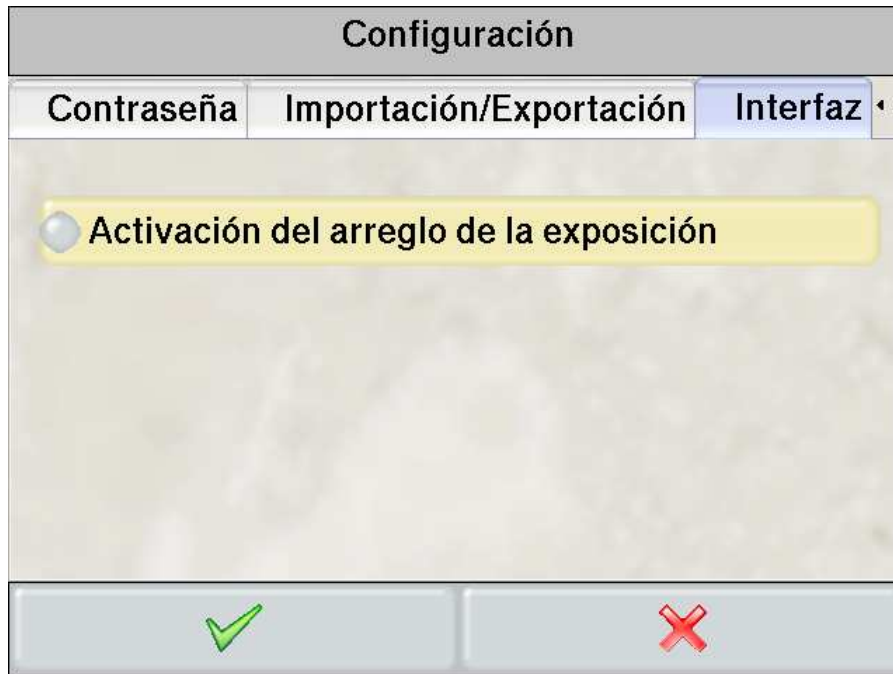 Configuración
Contraseña Importación/Exportación Interfaz
Activación del arreglo de la exposición